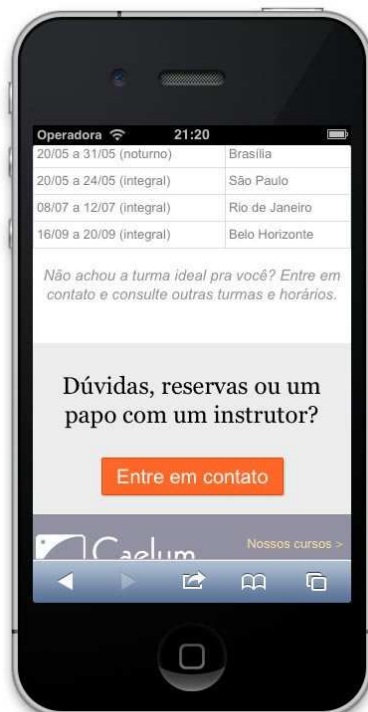 Operadora 21:20
20/05 a 31/05 (noturno) Brasília
20/05 a 24/05 (integral) São Paulo
08/07 a 12/07 (integral) Rio de Janeiro
16/09 a 20/09 (integral) Belo Horizonte
Não achou a turma ideal pra você? Entre em
contato e consulte outras turmas e horários.
Dúvidas, reservas ou um
papo com um instrutor?
Entre em contato
Caelum
Nossos cursos >